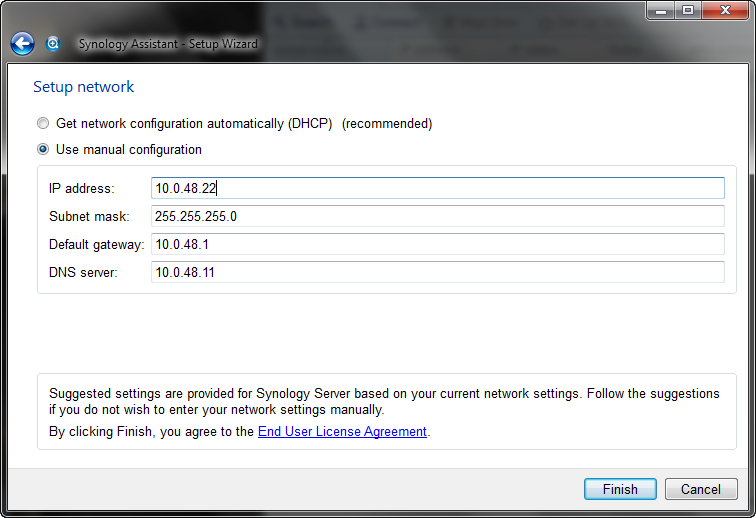 Synology Assistant - Setup Wizard
Setup network
Get network configuration automatically (DHCP) (recommended)
Use manual configuration
IP address: 10.0.48.22
Subnet mask: 255.255.255.0
Default gateway: 10.0.48.1
DNS server: 10.0.48.11
Suggested settings are provided for Synology Server based on your current network settings. Follow the suggestions
if you do not wish to enter your network settings manually.
By clicking Finish, you agree to the End User License Agreement.
Finish Cancel